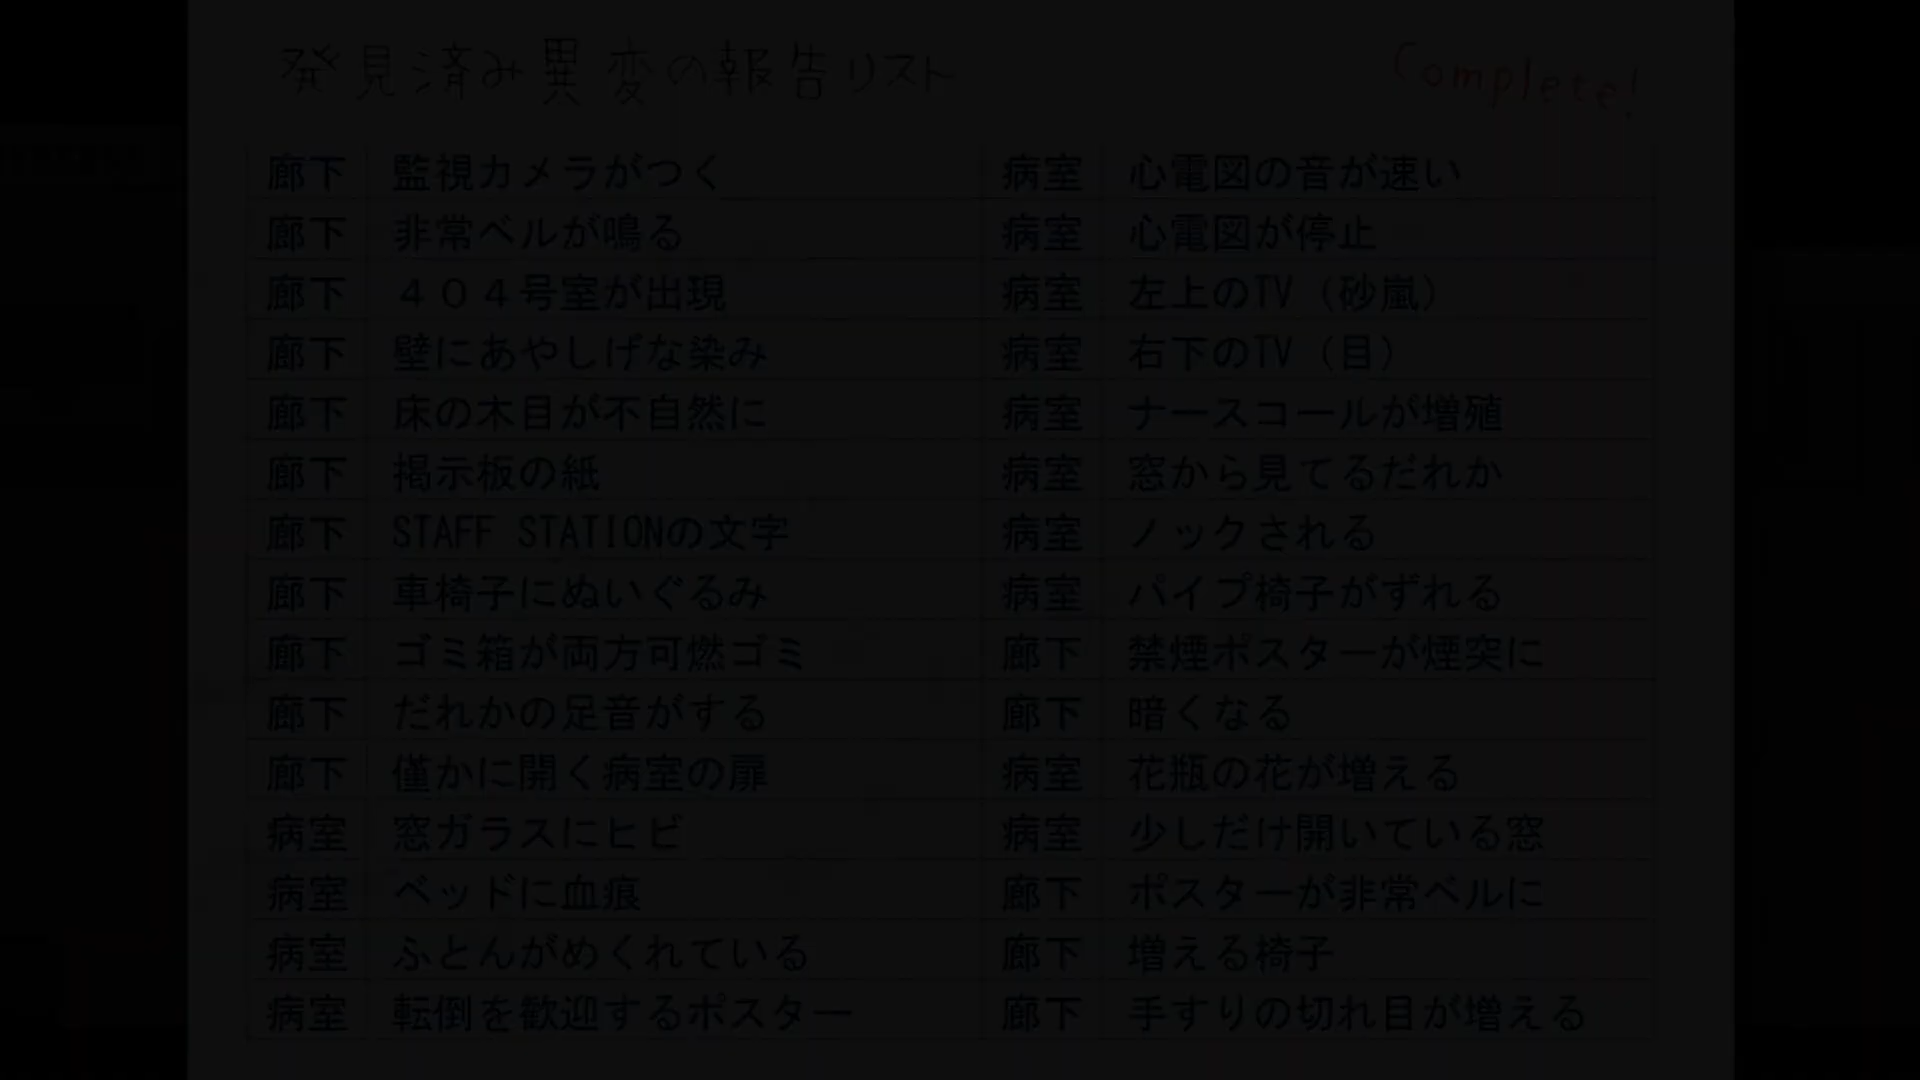 発見済み異変の報告リスト
Complete!
廊下 監視カメラがつく
廊下 非常ベルが鳴る
廊下 404号室が出現
廊下 壁にあやしげな染み
廊下 床の木目が不自然に
廊下 掲示板の紙
廊下 STAFF STATIONの文字
廊下 車椅子にぬいぐるみ
廊下 ゴミ箱が両方可燃ゴミ
廊下 だれかの足音がする
廊下 僅かに開く病室の扉
病室 窓ガラスにヒビ
病室 ベッドに血痕
病室 ふとんがめくれている
病室 転倒を歓迎するポスター
病室 心電図の音が速い
病室 心電図が停止
病室 左上のTV（砂嵐）
病室 右下のTV（目）
病室 ナースコールが増殖
病室 窓から見てるだれか
病室 ノックされる
病室 パイプ椅子がずれる
廊下 禁煙ポスターが煙突に
廊下 暗くなる
病室 花瓶の花が増える
病室 少しだけ開いている窓
廊下 ポスターが非常ベルに
廊下 増える椅子
廊下 手すりの切れ目が増える